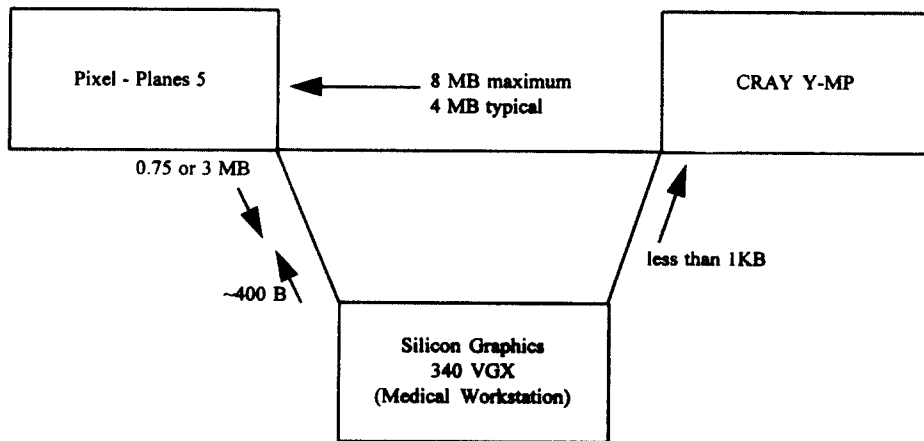 Pixel - Planes 5
8 MB maximum
4 MB typical
CRAY Y-MP
0.75 or 3 MB
less than 1KB
~400 B
Silicon Graphics
340 VGX
(Medical Workstation)